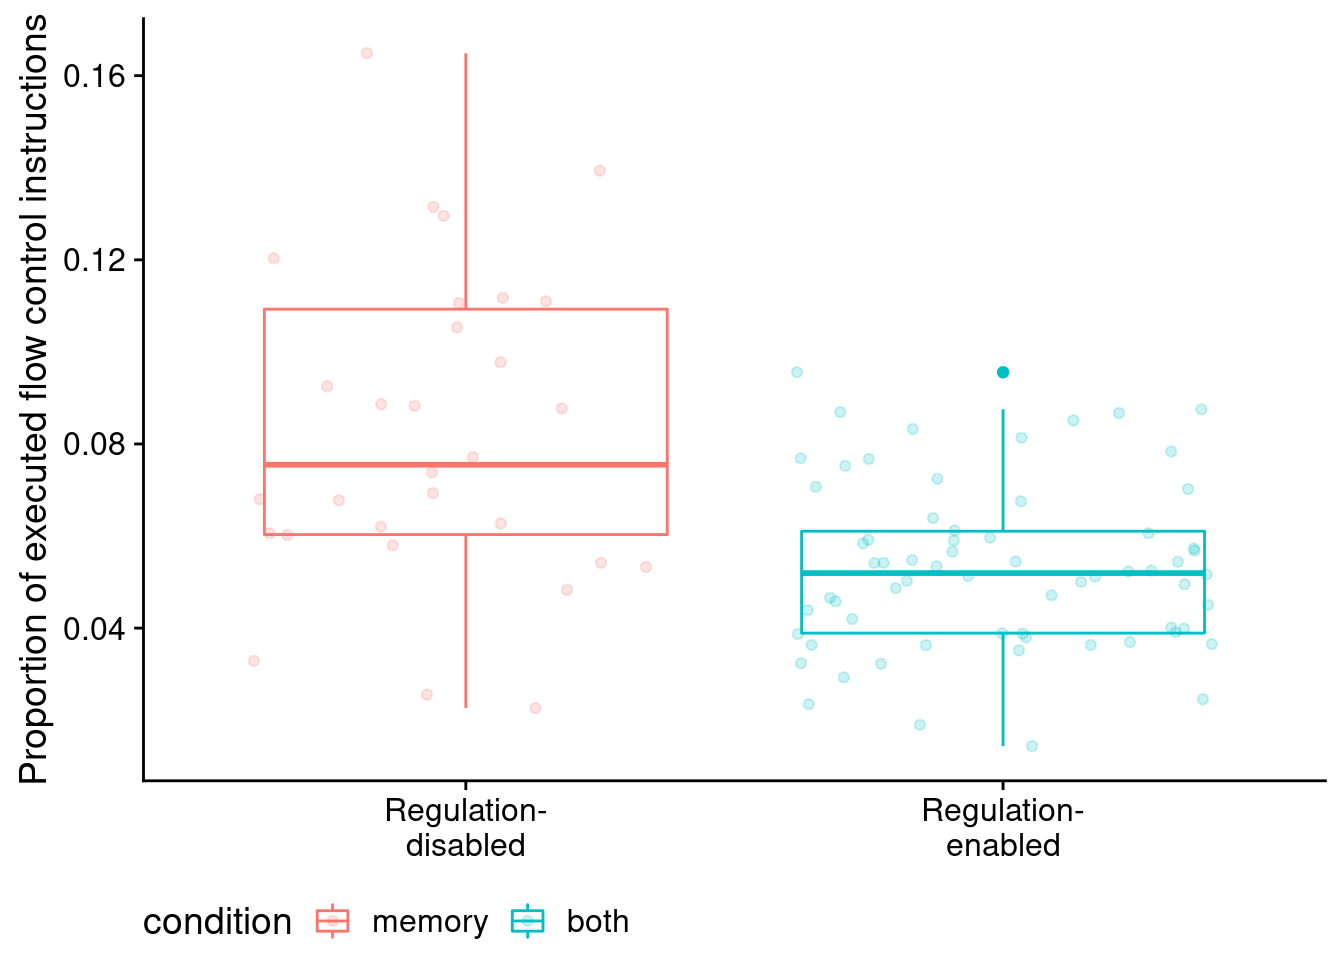 Proportion of executed flow control instructions
0.16
0.12
0.08
0.04
Regulation-
disabled
Regulation-
enabled
condition
memory
both